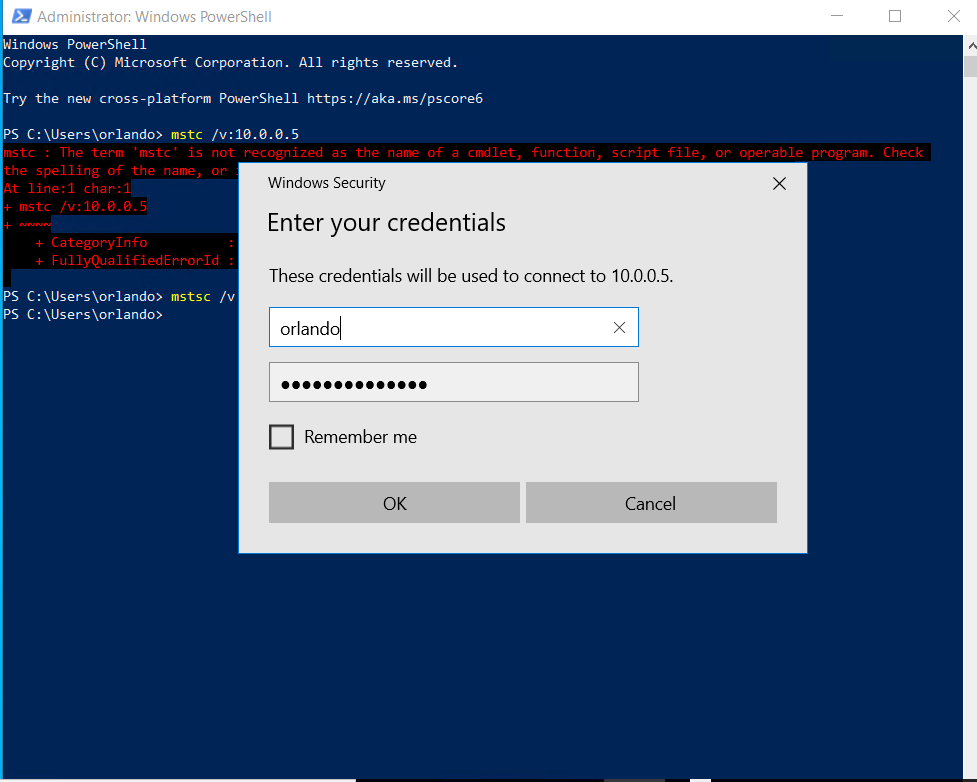 Administrator: Windows PowerShell
Windows PowerShell
Copyright (C) Microsoft Corporation. All rights reserved.
Try the new cross-platform PowerShell https://aka.ms/pscore6
PS C:\Users\orlando> mstc /v:10.0.0.5
mstc : The term 'mstc' is not recognized as the name of a cmdlet, function, script file, or operable program. Check
the spelling of the name, or
At line:1 char:1
+ mstc /v:10.0.0.5
+ ~~~~
+ CategoryInfo :
+ FullyQualifiedErrorId :
PS C:\Users\orlando> mstsc /v
PS C:\Users\orlando>
Windows Security
Enter your credentials
These credentials will be used to connect to 10.0.0.5.
orlando
●●●●●●●●●●●●●●
Remember me
OK Cancel